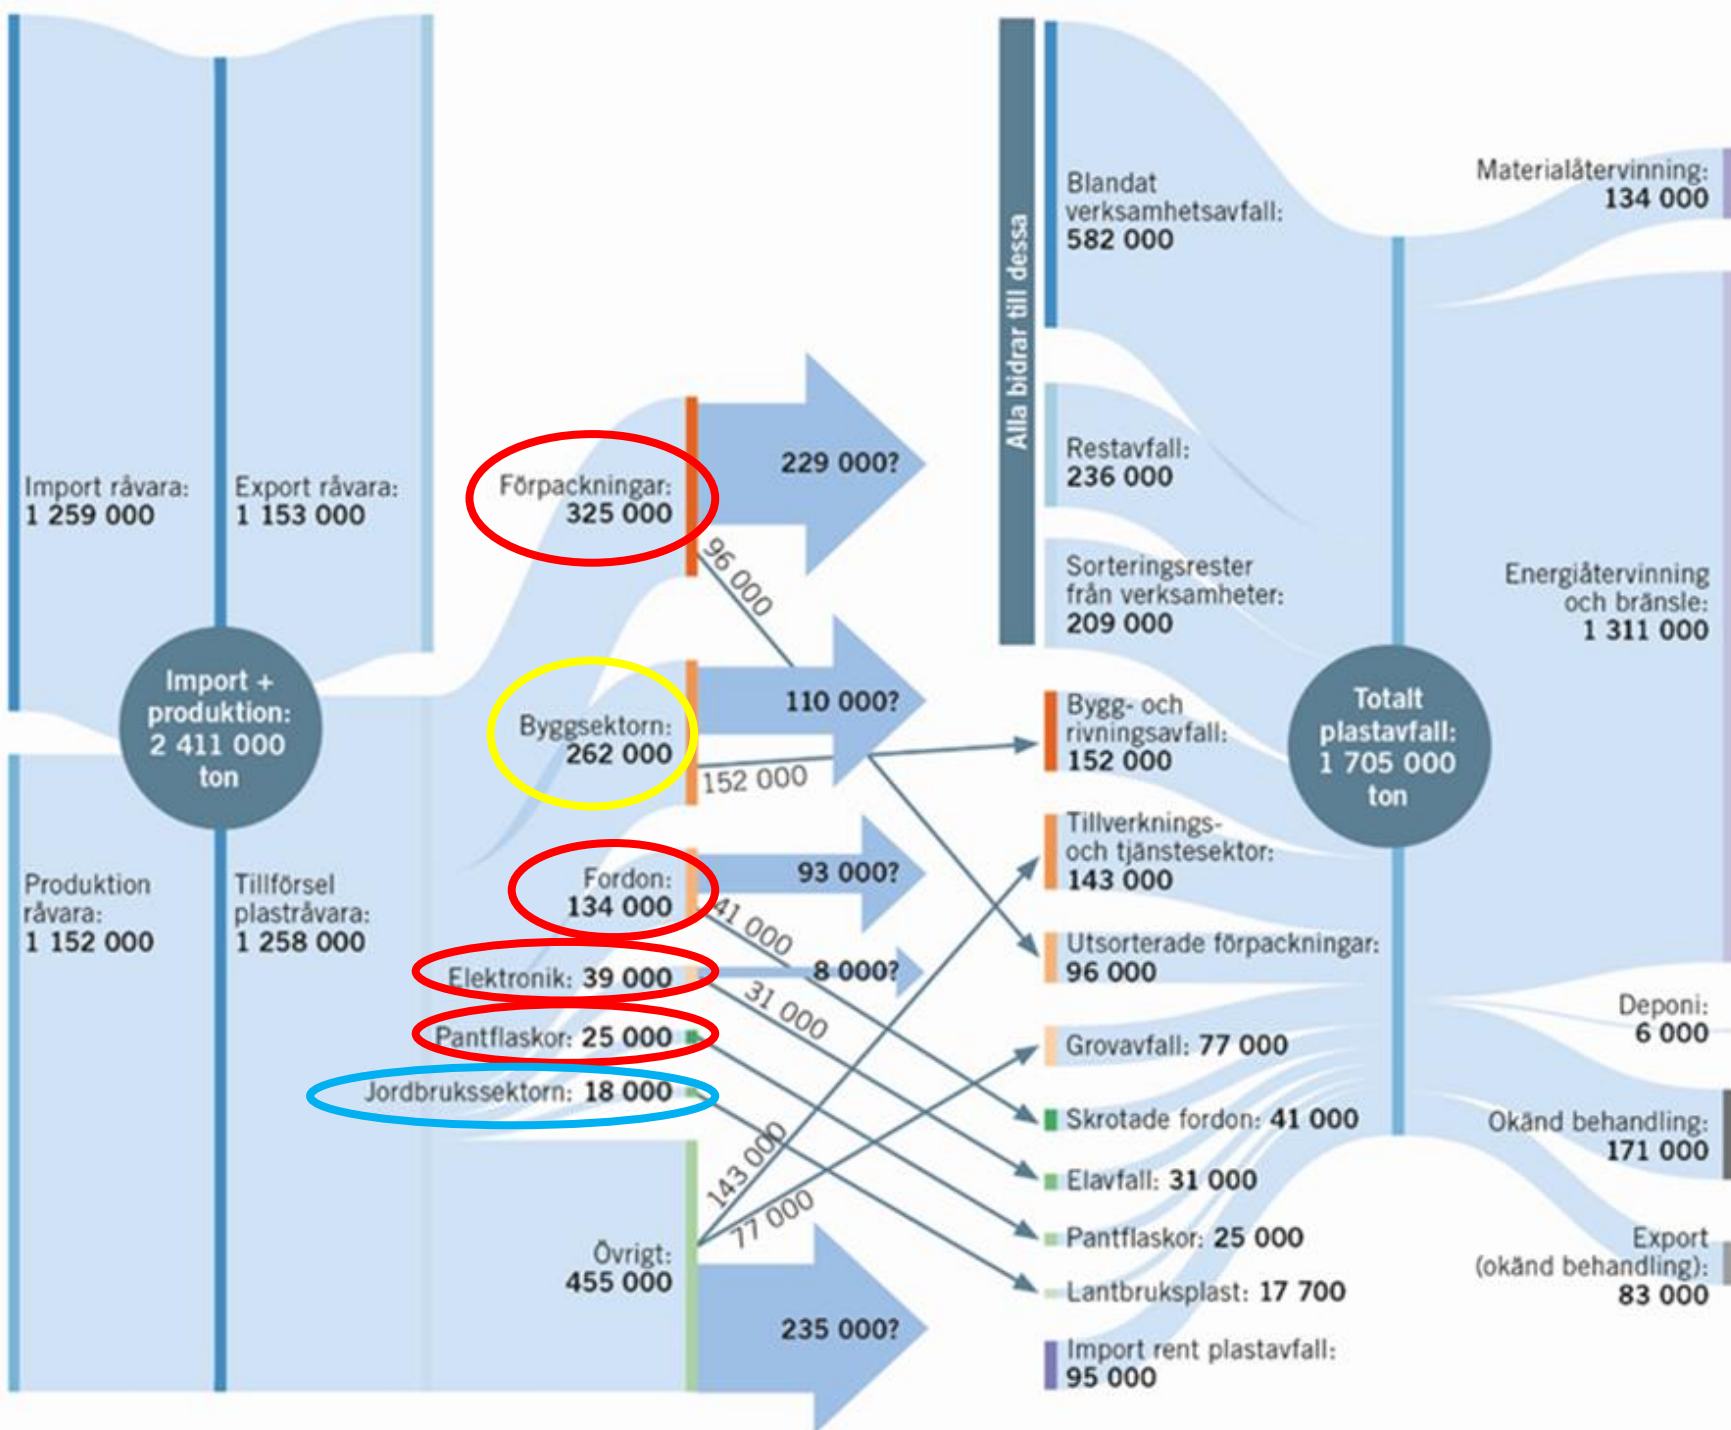 Import råvara:
1 259 000
Export råvara:
1 153 000
Import +
produktion:
2 411 000
ton
Produktion
råvara:
1 152 000
Tillförsel
plastråvara:
1 258 000
Förpackningar:
325 000
229 000?
96 000
Byggsektorn:
262 000
110 000?
152 000
Fordon:
134 000
93 000?
41 000
Elektronik: 39 000
8 000?
31 000
Pantflaskor: 25 000
Jordbrukssektorn: 18 000
143 000
77 000
Övrigt:
455 000
235 000?
Alla bidrar till dessa
Blandat
verksamhetsavfall:
582 000
Restavfall:
236 000
Sorteringsrester
från verksamheter:
209 000
Bygg- och
rivningsavfall:
152 000
Tillverknings-
och tjänstesektor:
143 000
Utsorterade förpackningar:
96 000
Grovavfall: 77 000
Skrotade fordon: 41 000
Elavfall: 31 000
Pantflaskor: 25 000
Lantbruksplast: 17 700
Import rent plastavfall:
95 000
Totalt
plastavfall:
1 705 000
ton
Materialåtervinning:
134 000
Energiåtervinning
och bränsle:
1 311 000
Deponi:
6 000
Okänd behandling:
171 000
Export
(okänd behandling):
83 000